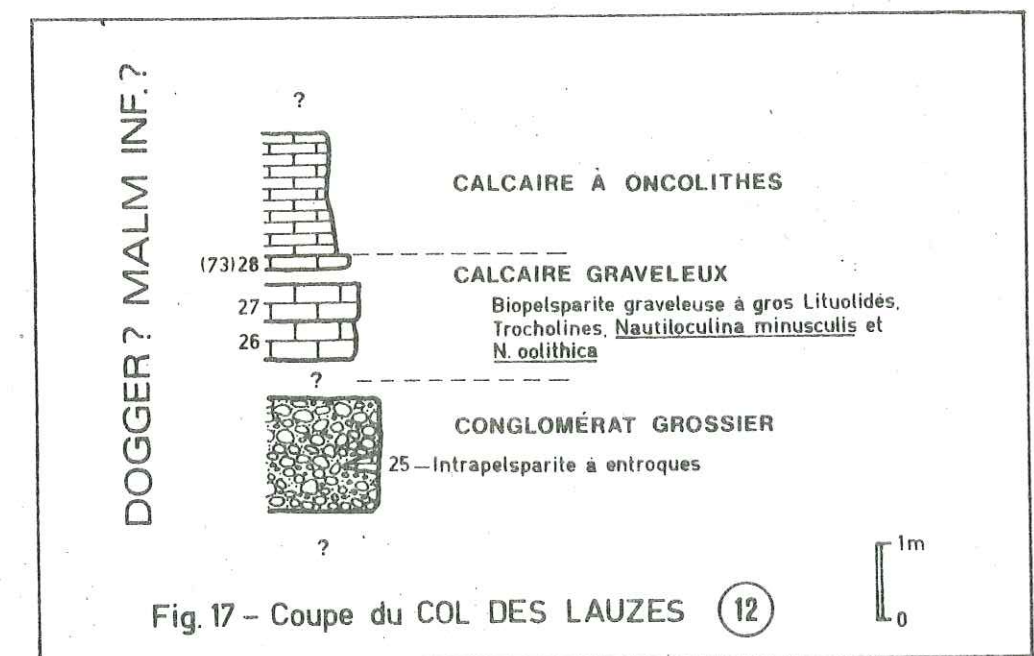 DOGGER? MALM INF.?
?
CALCAIRE À ONCOLITHES
(73)28
CALCAIRE GRAVELEUX
27
Biopelsparite graveleuse à gros Lituolidés,
Trocholines, Nautiloculina minusculis et
26
N. oolithica
?
CONGLOMÉRAT GROSSIER
25 — Intrapelsparite à entroques
?
1m
0
Fig. 17 – Coupe du COL DES LAUZES 12